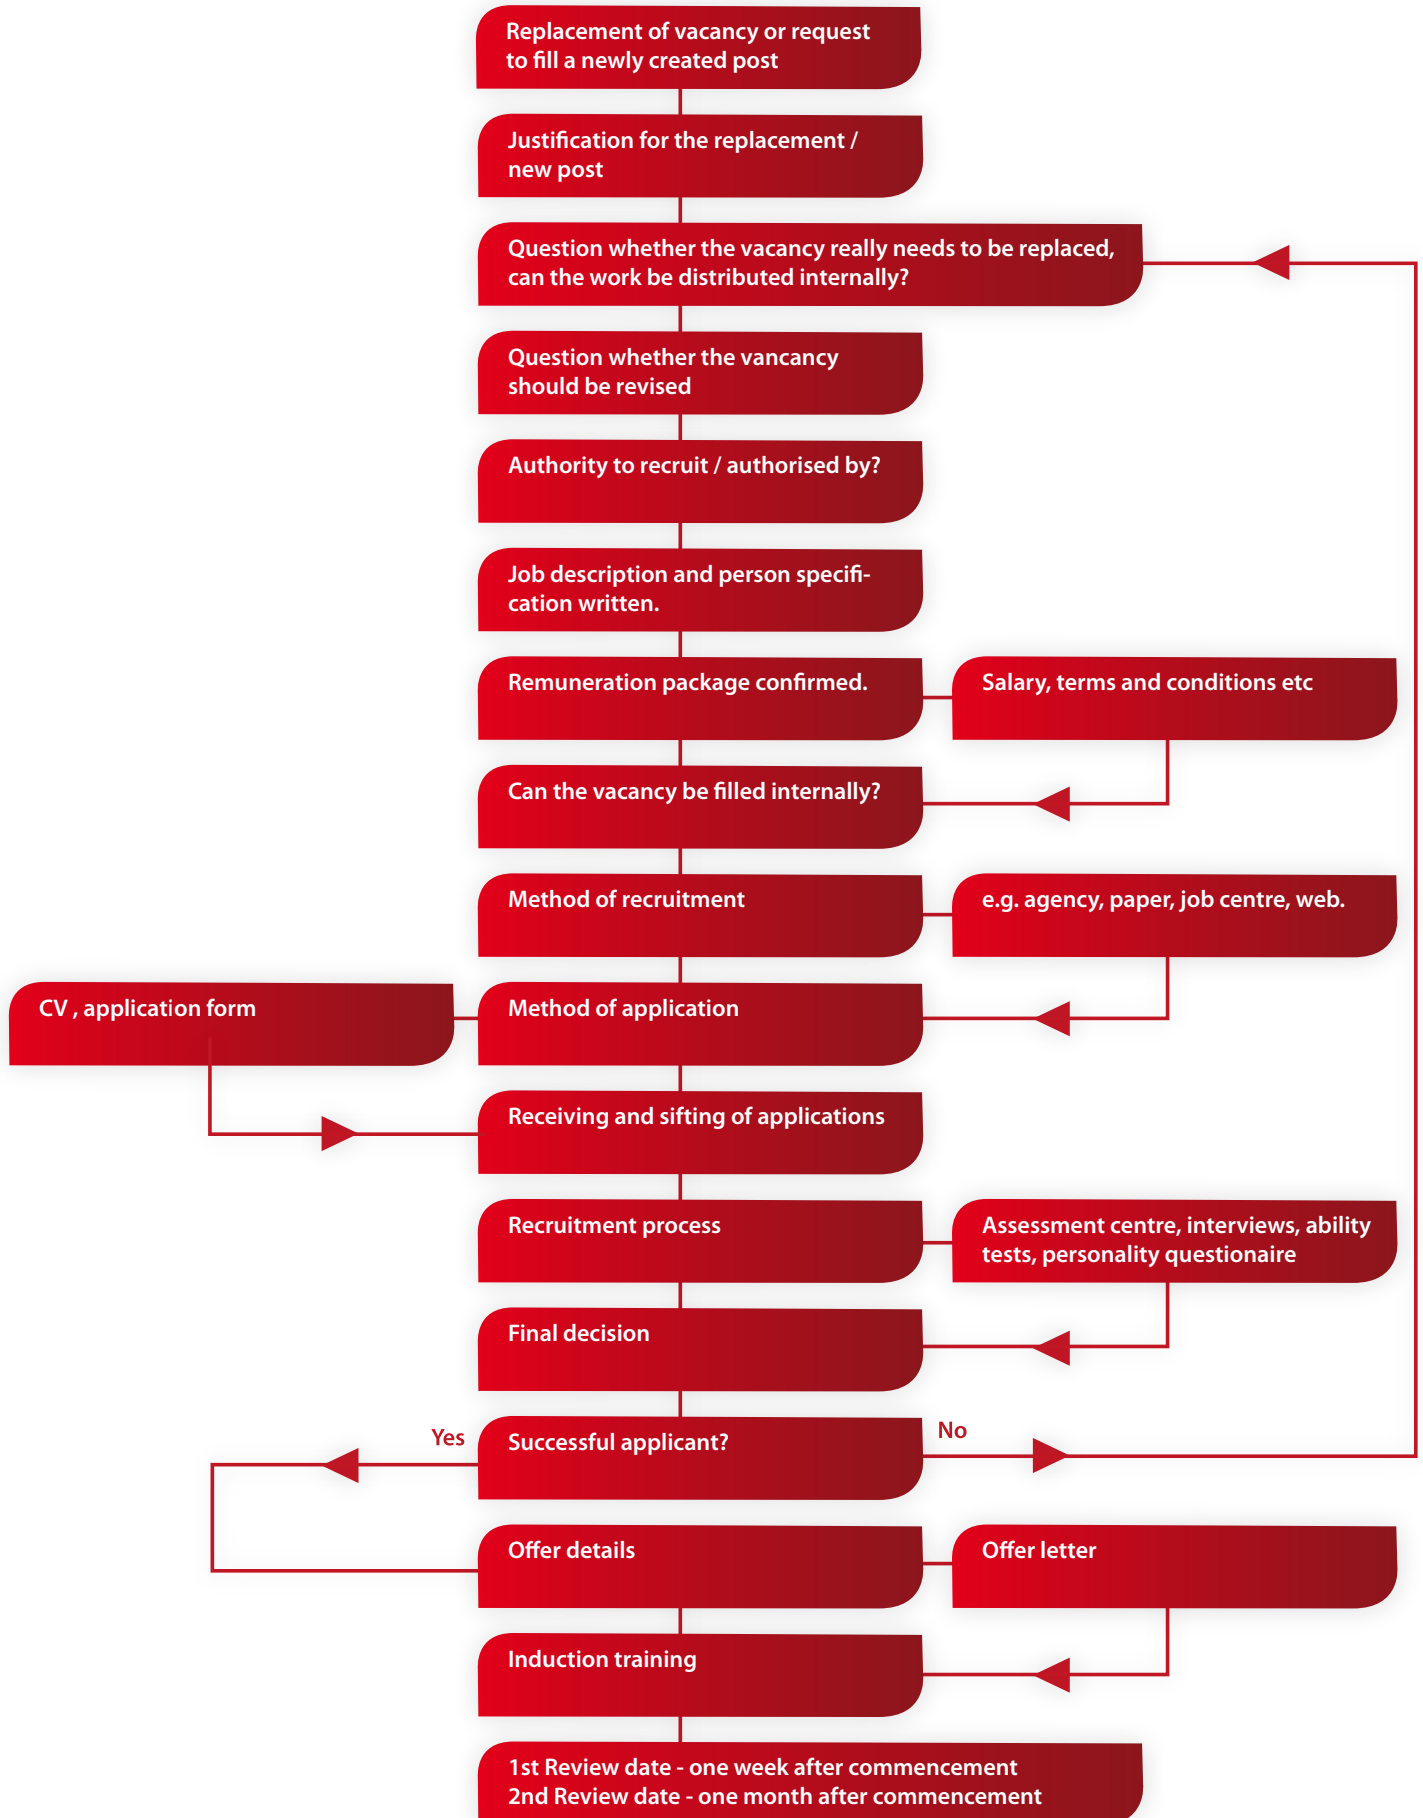 Replacement of vacancy or request
to fill a newly created post
Justification for the replacement /
new post
Question whether the vacancy really needs to be replaced,
can the work be distributed internally?
Question whether the vancancy
should be revised
Authority to recruit / authorised by?
Job description and person specifi-
cation written.
Remuneration package confirmed.
Salary, terms and conditions etc
Can the vacancy be filled internally?
Method of recruitment
e.g. agency, paper, job centre, web.
CV , application form
Method of application
Receiving and sifting of applications
Recruitment process
Assessment centre, interviews, ability
tests, personality questionaire
Final decision
Yes
Successful applicant?
No
Offer details
Offer letter
Induction training
1st Review date - one week after commencement
2nd Review date - one month after commencement